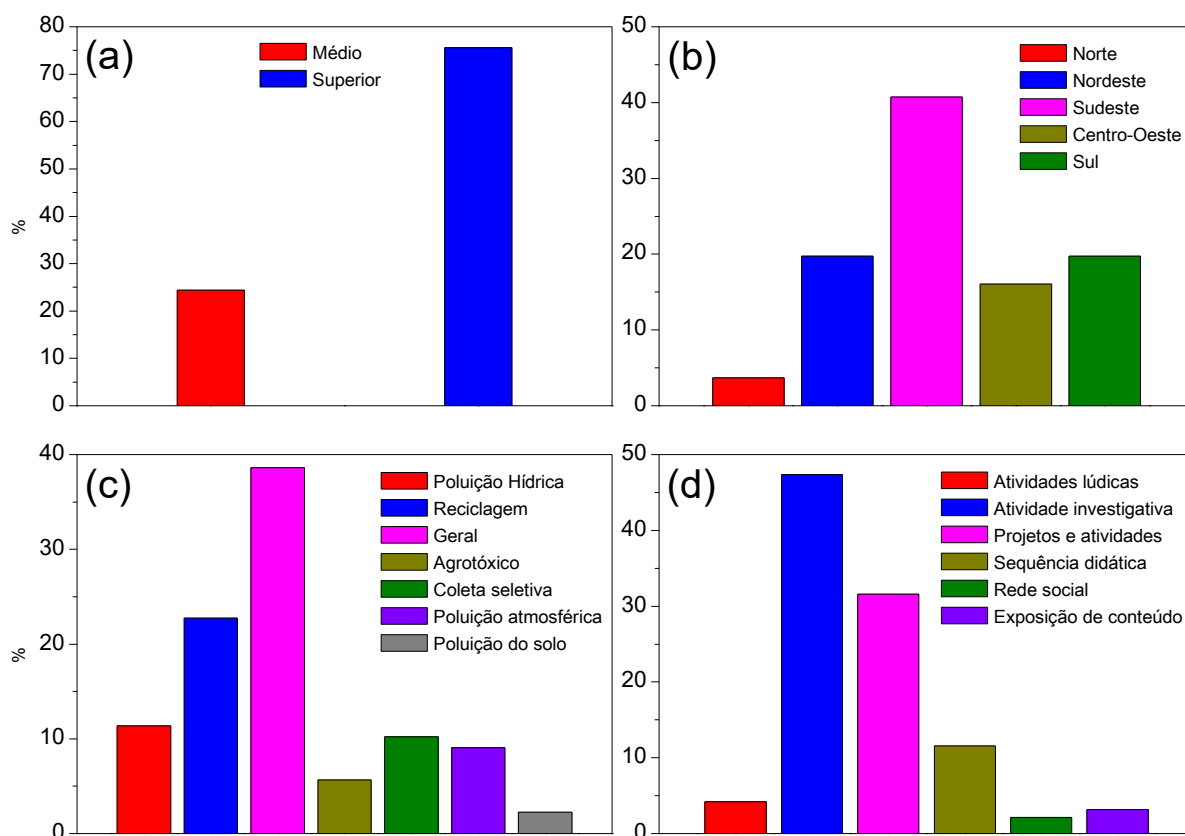 (a)
Médio
Superior
80
70
60
50
40
30
20
10
0
%
(b)
Norte
Nordeste
Sudeste
Centro-Oeste
Sul
50
40
30
20
10
0
(c)
Poluição Hídrica
Reciclagem
Geral
Agrotóxico
Coleta seletiva
Poluição atmosférica
Poluição do solo
40
30
20
10
0
%
(d)
Atividades lúdicas
Atividade investigativa
Projetos e atividades
Sequência didática
Rede social
Exposição de conteúdo
50
40
30
20
10
0